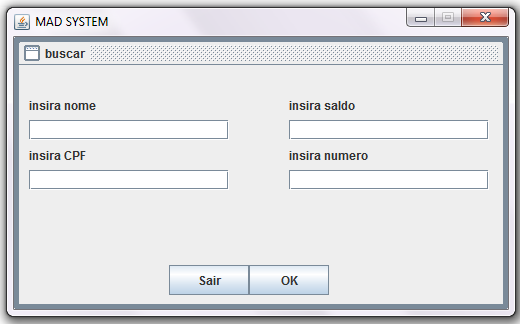 MAD SYSTEM
buscar
insira nome
insira saldo
insira CPF
insira numero
Sair
OK